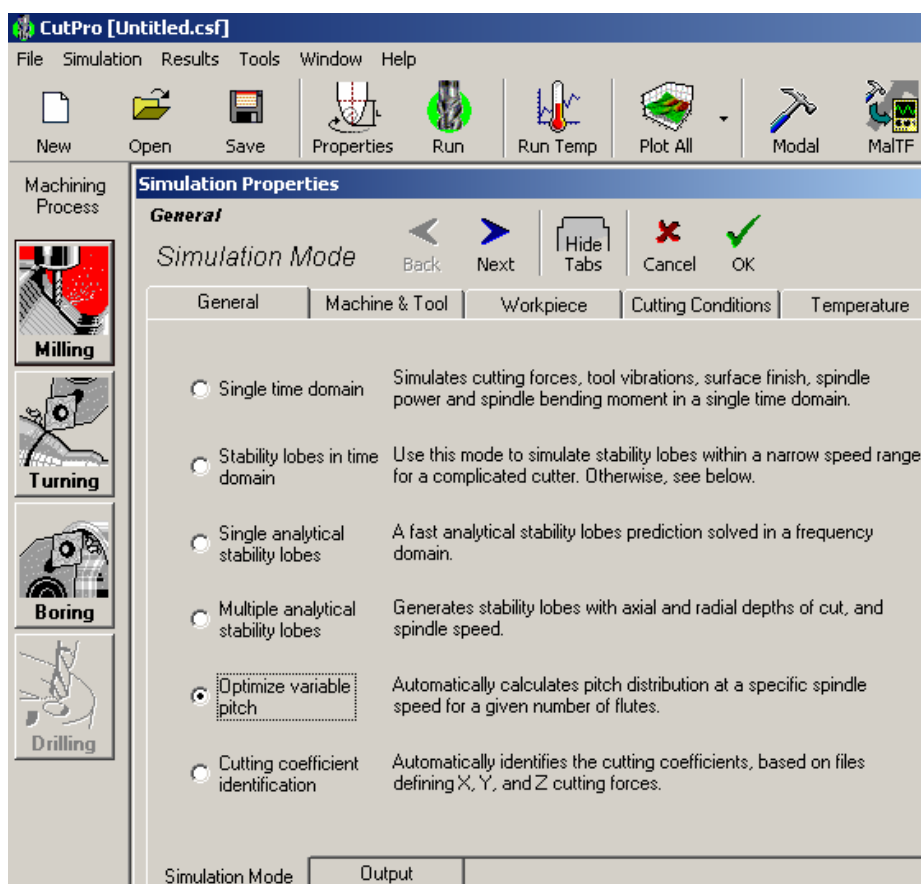 CutPro [Untitled.csf]
File Simulation Results Tools Window Help
New Open Save Properties Run Run Temp Plot All Modal MalTF
Machining
Process
Simulation Properties
General
Simulation Mode
Back Next Hide
Tabs Cancel OK
General Machine & Tool Workpiece Cutting Conditions Temperature
Milling
Turning
Boring
Drilling
Single time domain
Simulates cutting forces, tool vibrations, surface finish, spindle
power and spindle bending moment in a single time domain.
Stability lobes in time
domain
Use this mode to simulate stability lobes within a narrow speed range
for a complicated cutter. Otherwise, see below.
Single analytical
stability lobes
A fast analytical stability lobes prediction solved in a frequency
domain.
Multiple analytical
stability lobes
Generates stability lobes with axial and radial depths of cut, and
spindle speed.
Optimize variable
pitch
Automatically calculates pitch distribution at a specific spindle
speed for a given number of flutes.
Cutting coefficient
identification
Automatically identifies the cutting coefficients, based on files
defining X, Y, and Z cutting forces.
Simulation Mode Output